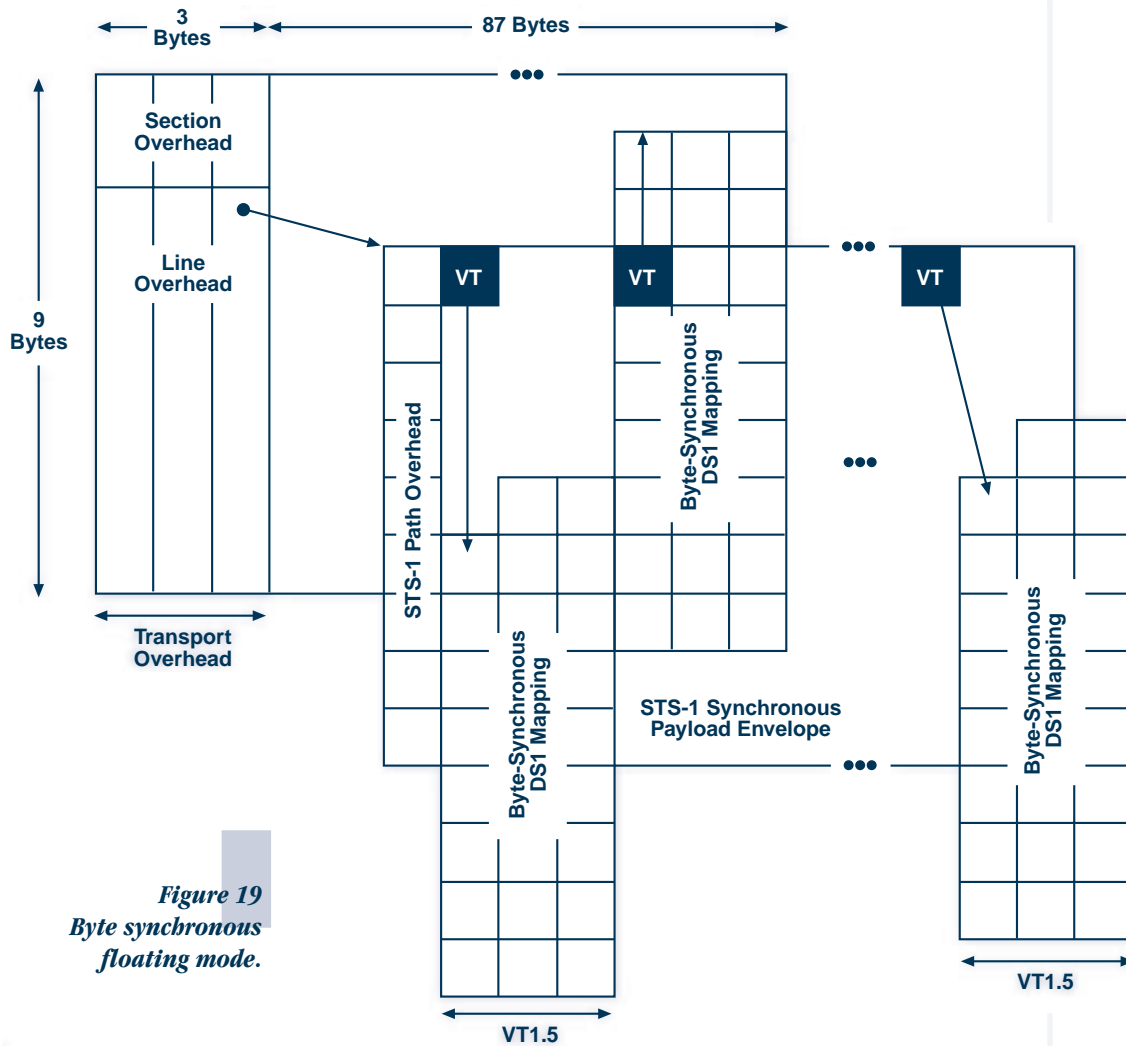 3
Bytes
87 Bytes
Section
Overhead
Line
Overhead
9
Bytes
VT
VT
VT
STS-1 Path Overhead
Byte-Synchronous
DS1 Mapping
Byte-Synchronous
DS1 Mapping
Byte-Synchronous
DS1 Mapping
Transport
Overhead
STS-1 Synchronous
Payload Envelope
Figure 19
Byte synchronous
floating mode.
VT1.5
VT1.5